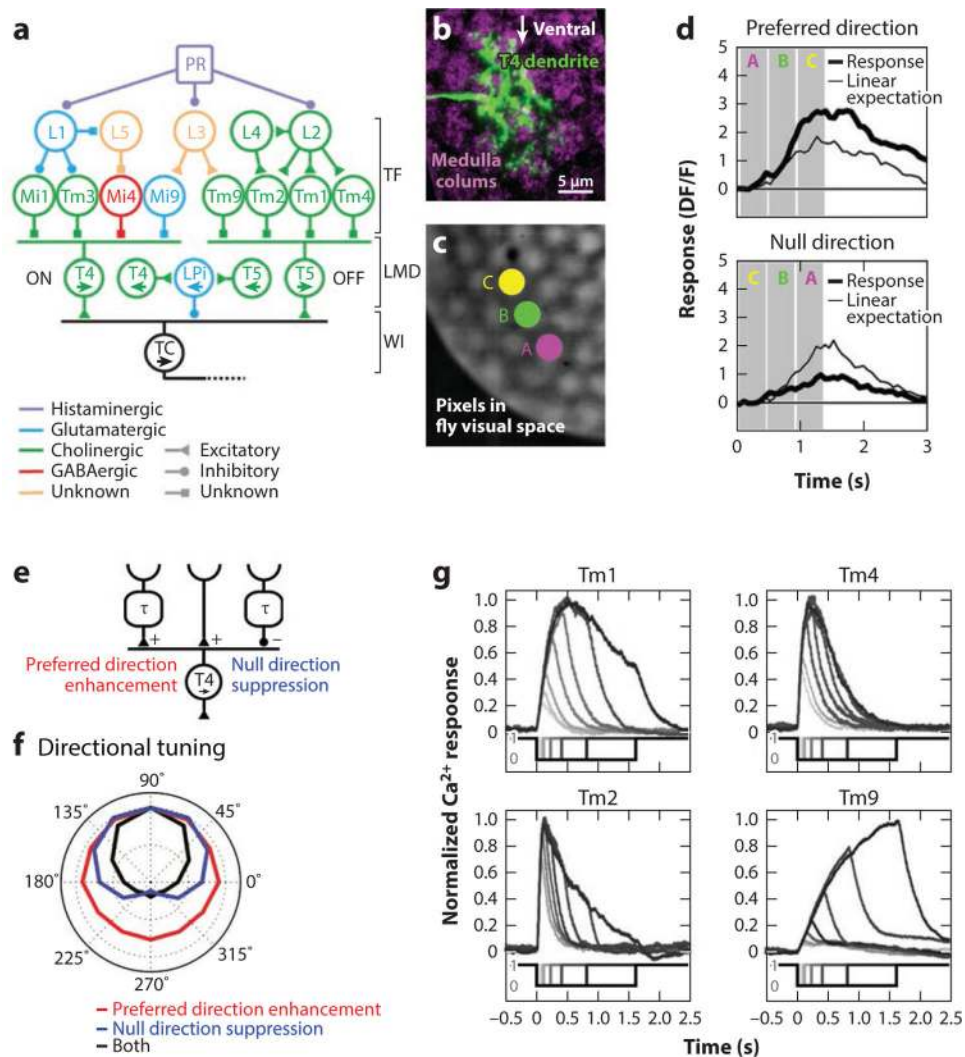 a
PR
L1
L5
L3
L4
L2
TF
Mi1
Tm3
Mi4
Mi9
Tm9
Tm2
Tm1
Tm4
ON
T4
T4
LPi
T5
T5
OFF
LMD
TC
WI
Histaminergic
Glutamatergic
Cholinergic
GABAergic
Unknown
Excitatory
Inhibitory
Unknown
b
Ventral
T4 dendrite
Medulla
colums
5 µm
c
C
B
A
Pixels in
fly visual space
d
Preferred direction
5
4
3
2
1
0
A B C
Response
Linear
expectation
Null direction
5
4
3
2
1
0
C B A
Response
Linear
expectation
0 1 2 3
Response (DF/F)
Time (s)
e
τ
τ
+
+
–
Preferred direction
enhancement
T4
Null direction
suppression
f Directional tuning
90°
135°
45°
180°
0°
225°
315°
270°
Preferred direction enhancement
Null direction suppression
Both
g
Tm1
1.0
0.8
0.6
0.4
0.2
0
1
0
Tm4
1.0
0.8
0.6
0.4
0.2
0
1
0
Tm2
1.0
0.8
0.6
0.4
0.2
0
1
0
–0.5 0 0.5 1.0 1.5 2.0 2.5
Tm9
1.0
0.8
0.6
0.4
0.2
0
1
0
–0.5 0 0.5 1.0 1.5 2.0 2.5
Normalized Ca2+ respoonse
Time (s)